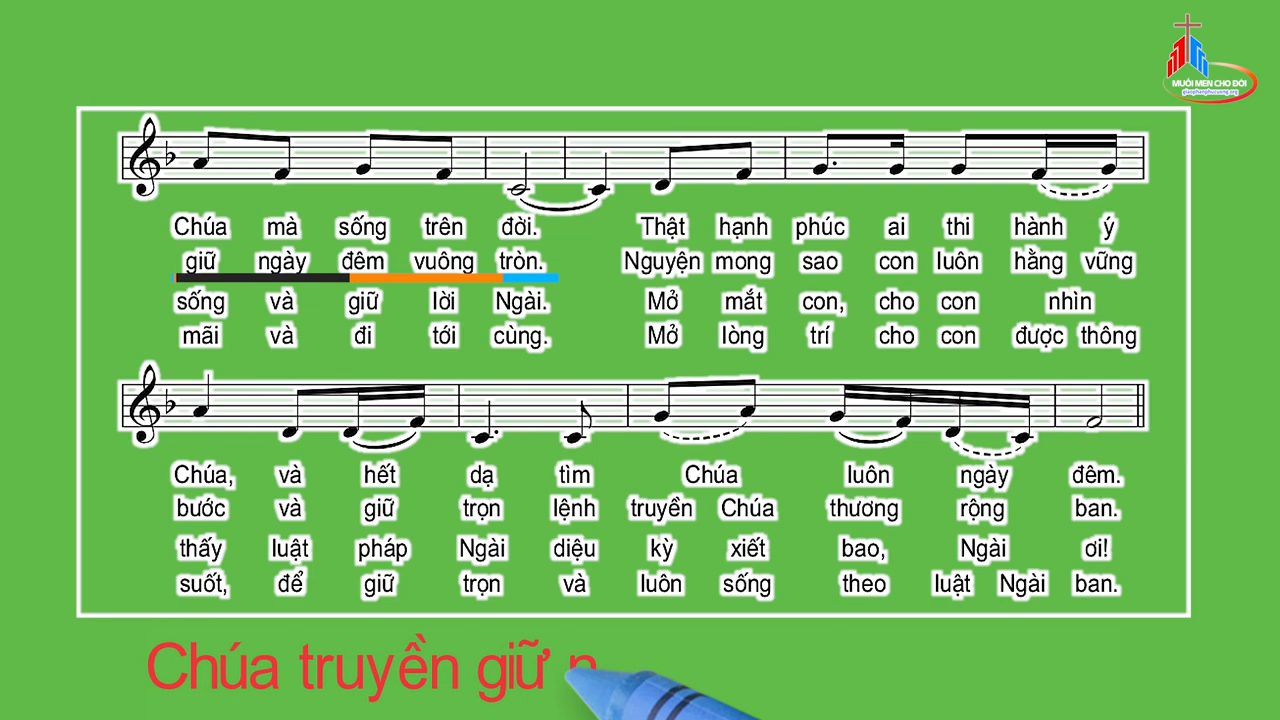 MUỐI MEN CHO ĐỜI
giaophanphucuong.org
Chúa mà sống trên đời. Thật hạnh phúc ai thi hành ý
giữ ngày đêm vuông tròn. Nguyện mong sao con luôn hằng vững
sống và giữ lời Ngài. Mở mắt con, cho con nhìn
mãi và đi tới cùng. Mở lòng trí cho con được thông
Chúa, và hết dạ tìm Chúa luôn ngày đêm.
bước và giữ trọn lệnh truyền Chúa thương rộng ban.
thấy luật pháp Ngài diệu kỳ xiết bao, Ngài ơi!
suốt, để giữ trọn và luôn sống theo luật Ngài ban.
Chúa truyền giữ n